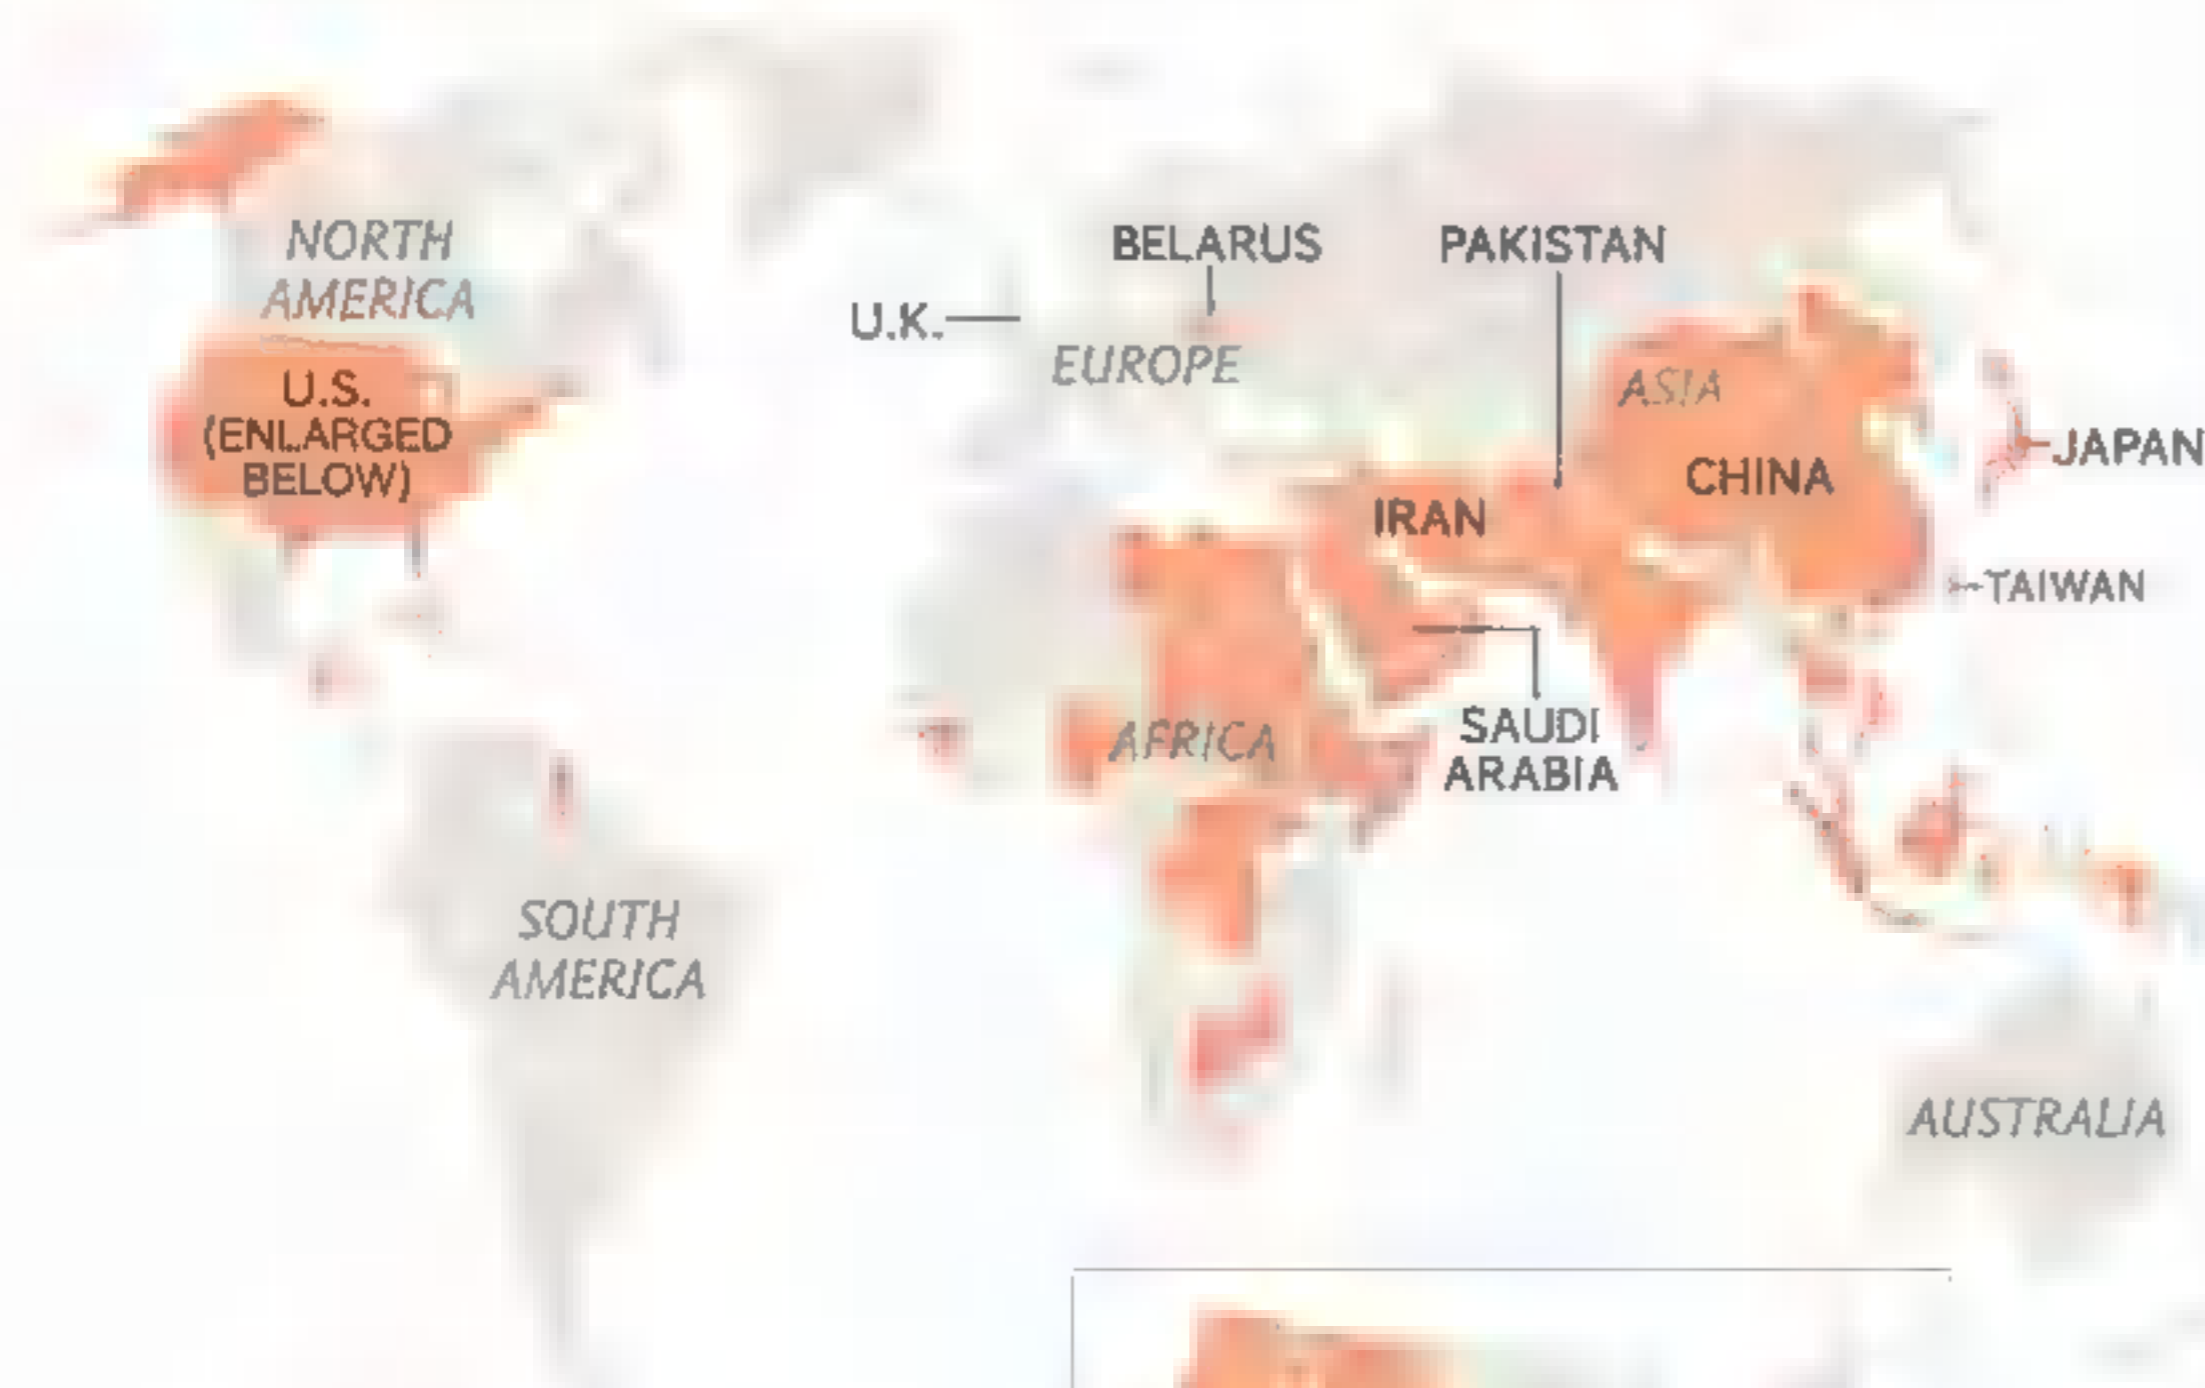 NORTH
AMERICA
U.S.
(ENLARGED
BELOW)
U.K.
BELARUS
EUROPE
PAKISTAN
ASIA
CHINA
IRAN
JAPAN
TAIWAN
SAUDI
ARABIA
AFRICA
SOUTH
AMERICA
AUSTRALIA